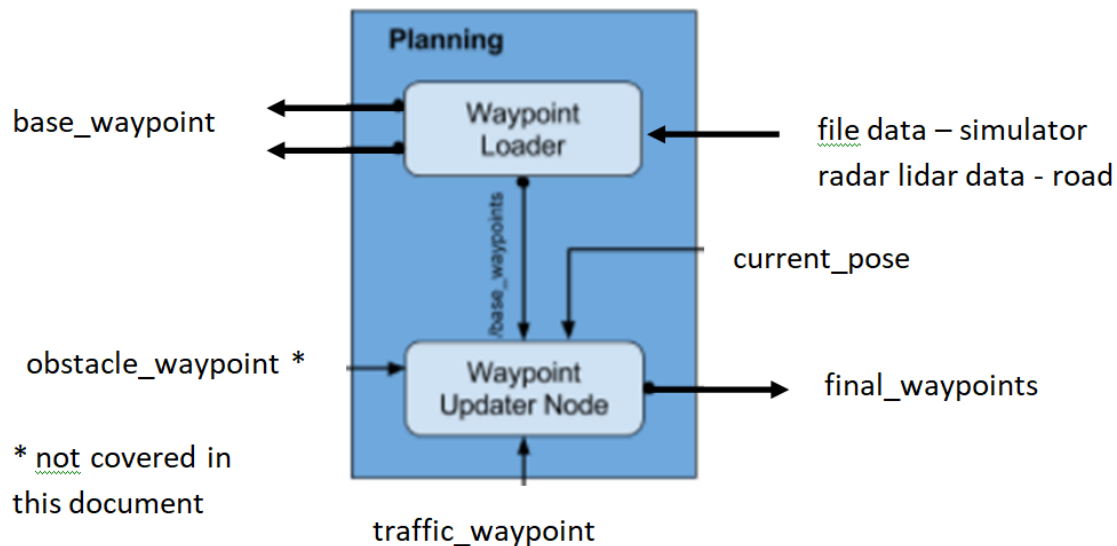 Planning
base_waypoint
Waypoint
Loader
file data – simulator
radar lidar data - road
/base_waypoints
current_pose
obstacle_waypoint *
Waypoint
Updater Node
final_waypoints
* not covered in
this document
traffic_waypoint